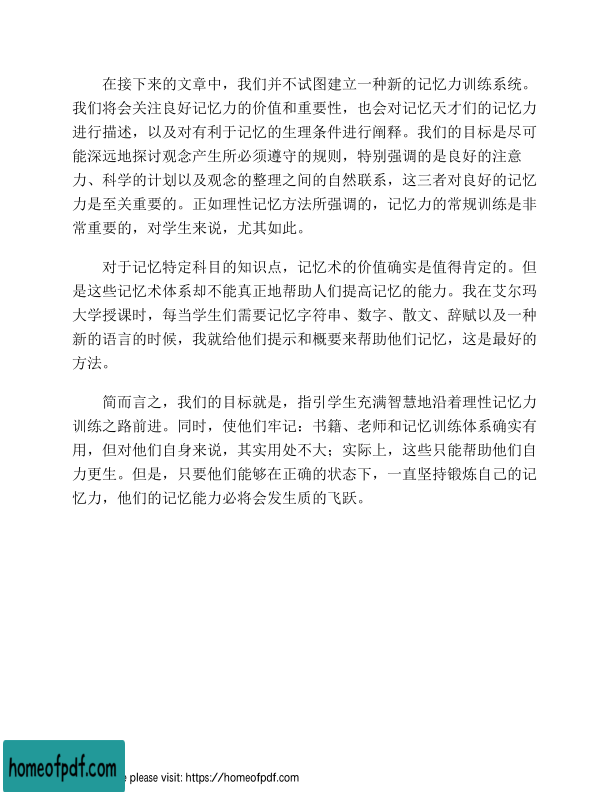 在接下来的文章中，我们并不试图建立一种新的记忆力训练系统。
我们将会关注良好记忆力的价值和重要性，也会对记忆天才们的记忆力
进行描述，以及对有利于记忆的生理条件进行阐释。我们的目标是尽可
能深远地探讨观念产生所必须遵守的规则，特别强调的是良好的注意
力、科学的计划以及观念的整理之间的自然联系，这三者对良好的记忆
力是至关重要的。正如理性记忆方法所强调的，记忆力的常规训练是非
常重要的，对学生来说，尤其如此。
对于记忆特定科目的知识点，记忆术的价值确实是值得肯定的。但
是这些记忆术体系却不能真正地帮助人们提高记忆的能力。我在艾尔玛
大学授课时，每当学生们需要记忆字符串、数字、散文、辞赋以及一种
新的语言的时候，我就给他们提示和概要来帮助他们记忆，这是最好的
方法。
简而言之，我们的目标就是，指引学生充满智慧地沿着理性记忆力
训练之路前进。同时，使他们牢记：书籍、老师和记忆训练体系确实有
用，但对他们自身来说，其实用处不大；实际上，这些只能帮助他们自
力更生。但是，只要他们能够在正确的状态下，一直坚持锻炼自己的记
忆力，他们的记忆能力必将会发生质的飞跃。
homeofpdf.com
please visit: https://homeofpdf.com